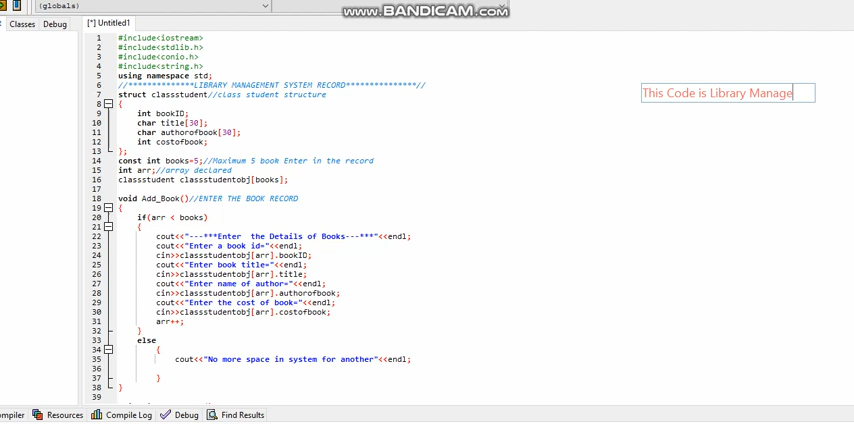 (globals)
www.BANDICAM.com
Classes Debug
[*] Untitled1
This Code is Library Manage
1 #include<iostream>
2 #include<stdlib.h>
3 #include<conio.h>
4 #include<string.h>
5 using namespace std;
6 //**************LIBRARY MANAGEMENT SYSTEM RECORD***************//
7 struct classstudent//class student structure
8 {
9 int bookID;
10 char title[30];
11 char authorofbook[30];
12 int costofbook;
13 };
14 const int books=5;//Maximum 5 book Enter in the record
15 int arr;//array declared
16 classstudent classstudentobj[books];
17
18 void Add_Book()//ENTER THE BOOK RECORD
19 {
20 if(arr < books)
21 {
22 cout<<"---***Enter  the Details of Books---***"<<endl;
23 cout<<"Enter a book id="<<endl;
24 cin>>classstudentobj[arr].bookID;
25 cout<<"Enter book title="<<endl;
26 cin>>classstudentobj[arr].title;
27 cout<<"Enter name of author="<<endl;
28 cin>>classstudentobj[arr].authorofbook;
29 cout<<"Enter the cost of book="<<endl;
30 cin>>classstudentobj[arr].costofbook;
31 arr++;
32 }
33 else
34 {
35 cout<<"No more space in system for another"<<endl;
36
37 }
38 }
39
ompiler Resources Compile Log Debug Find Results